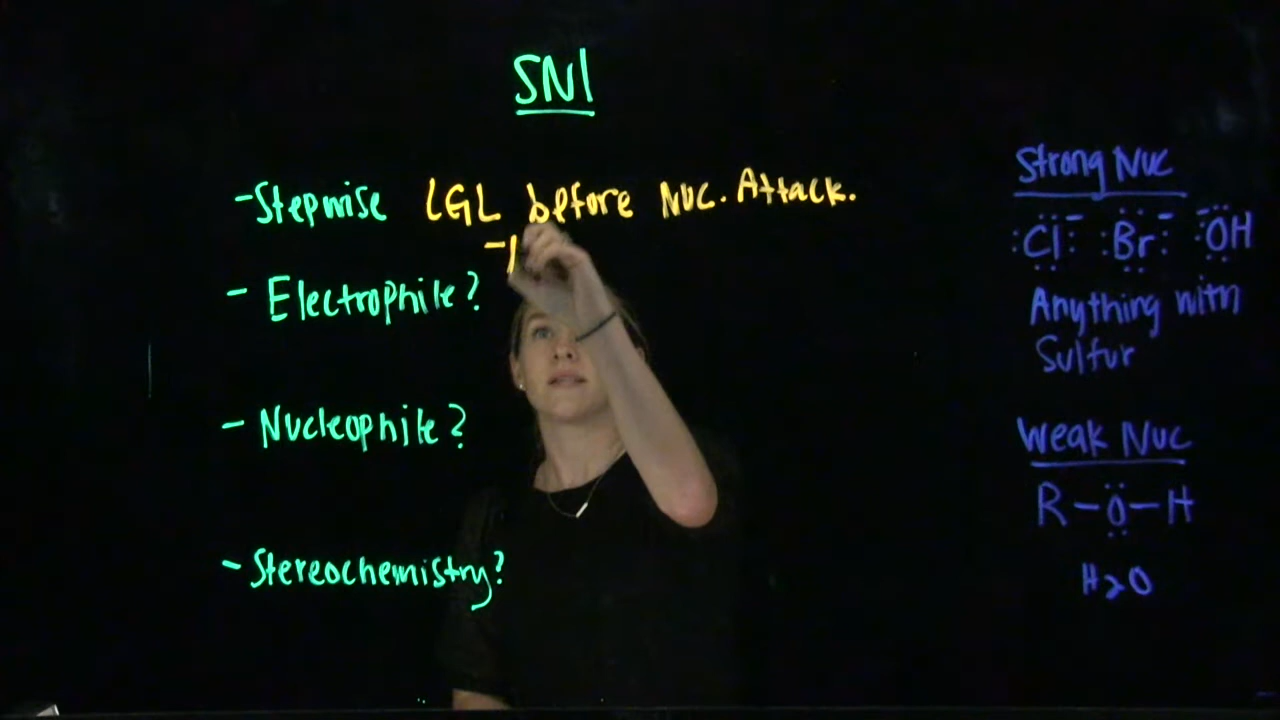 SN1
- Stepwise LGL before Nuc. Attack.
-
- Electrophile?
- Nucleophile?
- Stereochemistry?
Strong Nuc
:Cl:⁻ :Br:⁻ ⁻:OH
Anything with
Sulfur
Weak Nuc
R-O-H
H2O